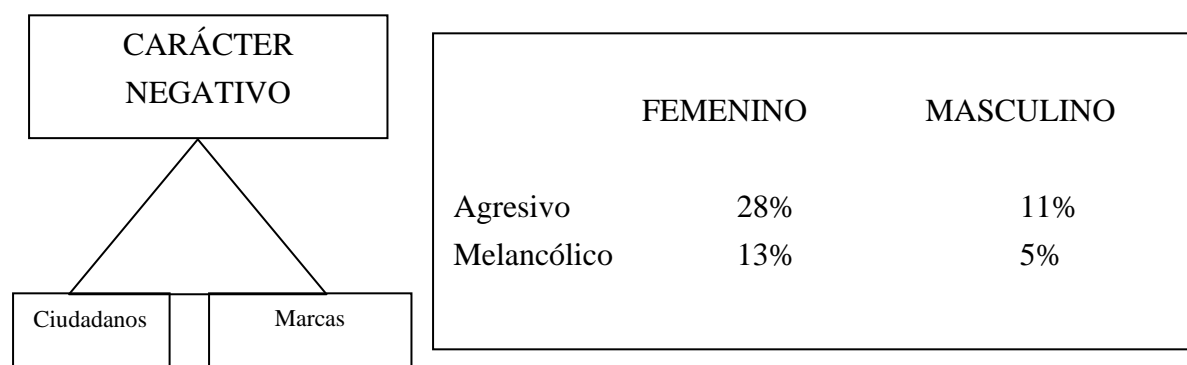 CARÁCTER
NEGATIVO
Ciudadanos
Marcas
FEMENINO MASCULINO
Agresivo 28% 11%
Melancólico 13% 5%